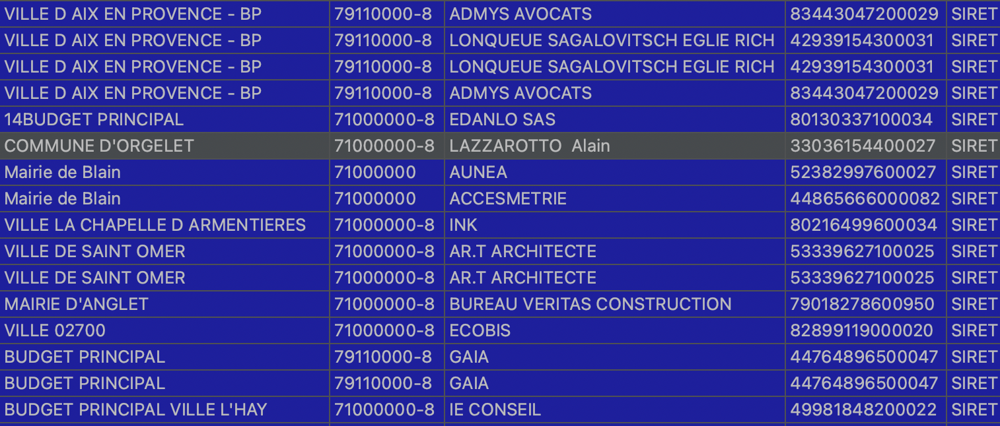 VILLE D AIX EN PROVENCE - BP 79110000-8 ADMYS AVOCATS 83443047200029 SIRET
VILLE D AIX EN PROVENCE - BP 79110000-8 LONQUEUE SAGALOVITSCH EGLIE RICH 42939154300031 SIRET
VILLE D AIX EN PROVENCE - BP 79110000-8 LONQUEUE SAGALOVITSCH EGLIE RICH 42939154300031 SIRET
VILLE D AIX EN PROVENCE - BP 79110000-8 ADMYS AVOCATS 83443047200029 SIRET
14BUDGET PRINCIPAL 71000000-8 EDANLO SAS 80130337100034 SIRET
COMMUNE D'ORGELET 71000000-8 LAZZAROTTO  Alain 33036154400027 SIRET
Mairie de Blain 71000000 AUNEA 52382997600027 SIRET
Mairie de Blain 71000000 ACCESMETRIE 44865666000082 SIRET
VILLE LA CHAPELLE D ARMENTIERES 71000000-8 INK 80216499600034 SIRET
VILLE DE SAINT OMER 71000000-8 AR.T ARCHITECTE 53339627100025 SIRET
VILLE DE SAINT OMER 71000000-8 AR.T ARCHITECTE 53339627100025 SIRET
MAIRIE D'ANGLET 71000000-8 BUREAU VERITAS CONSTRUCTION 79018278600950 SIRET
VILLE 02700 71000000-8 ECOBIS 82899119000020 SIRET
BUDGET PRINCIPAL 79110000-8 GAIA 44764896500047 SIRET
BUDGET PRINCIPAL 79110000-8 GAIA 44764896500047 SIRET
BUDGET PRINCIPAL VILLE L'HAY 71000000-8 IE CONSEIL 49981848200022 SIRET